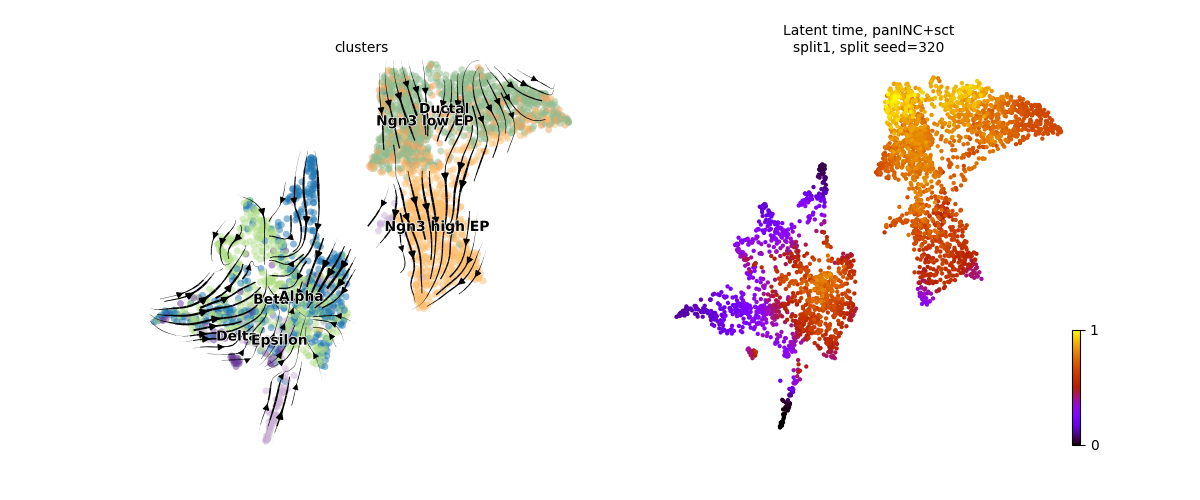 clusters
Latent time, panINC+sct
split1, split seed=320
Ductal
Ngn3 low EP
Ngn3 high EP
Beta
Alpha
Delta
Epsilon
1
0